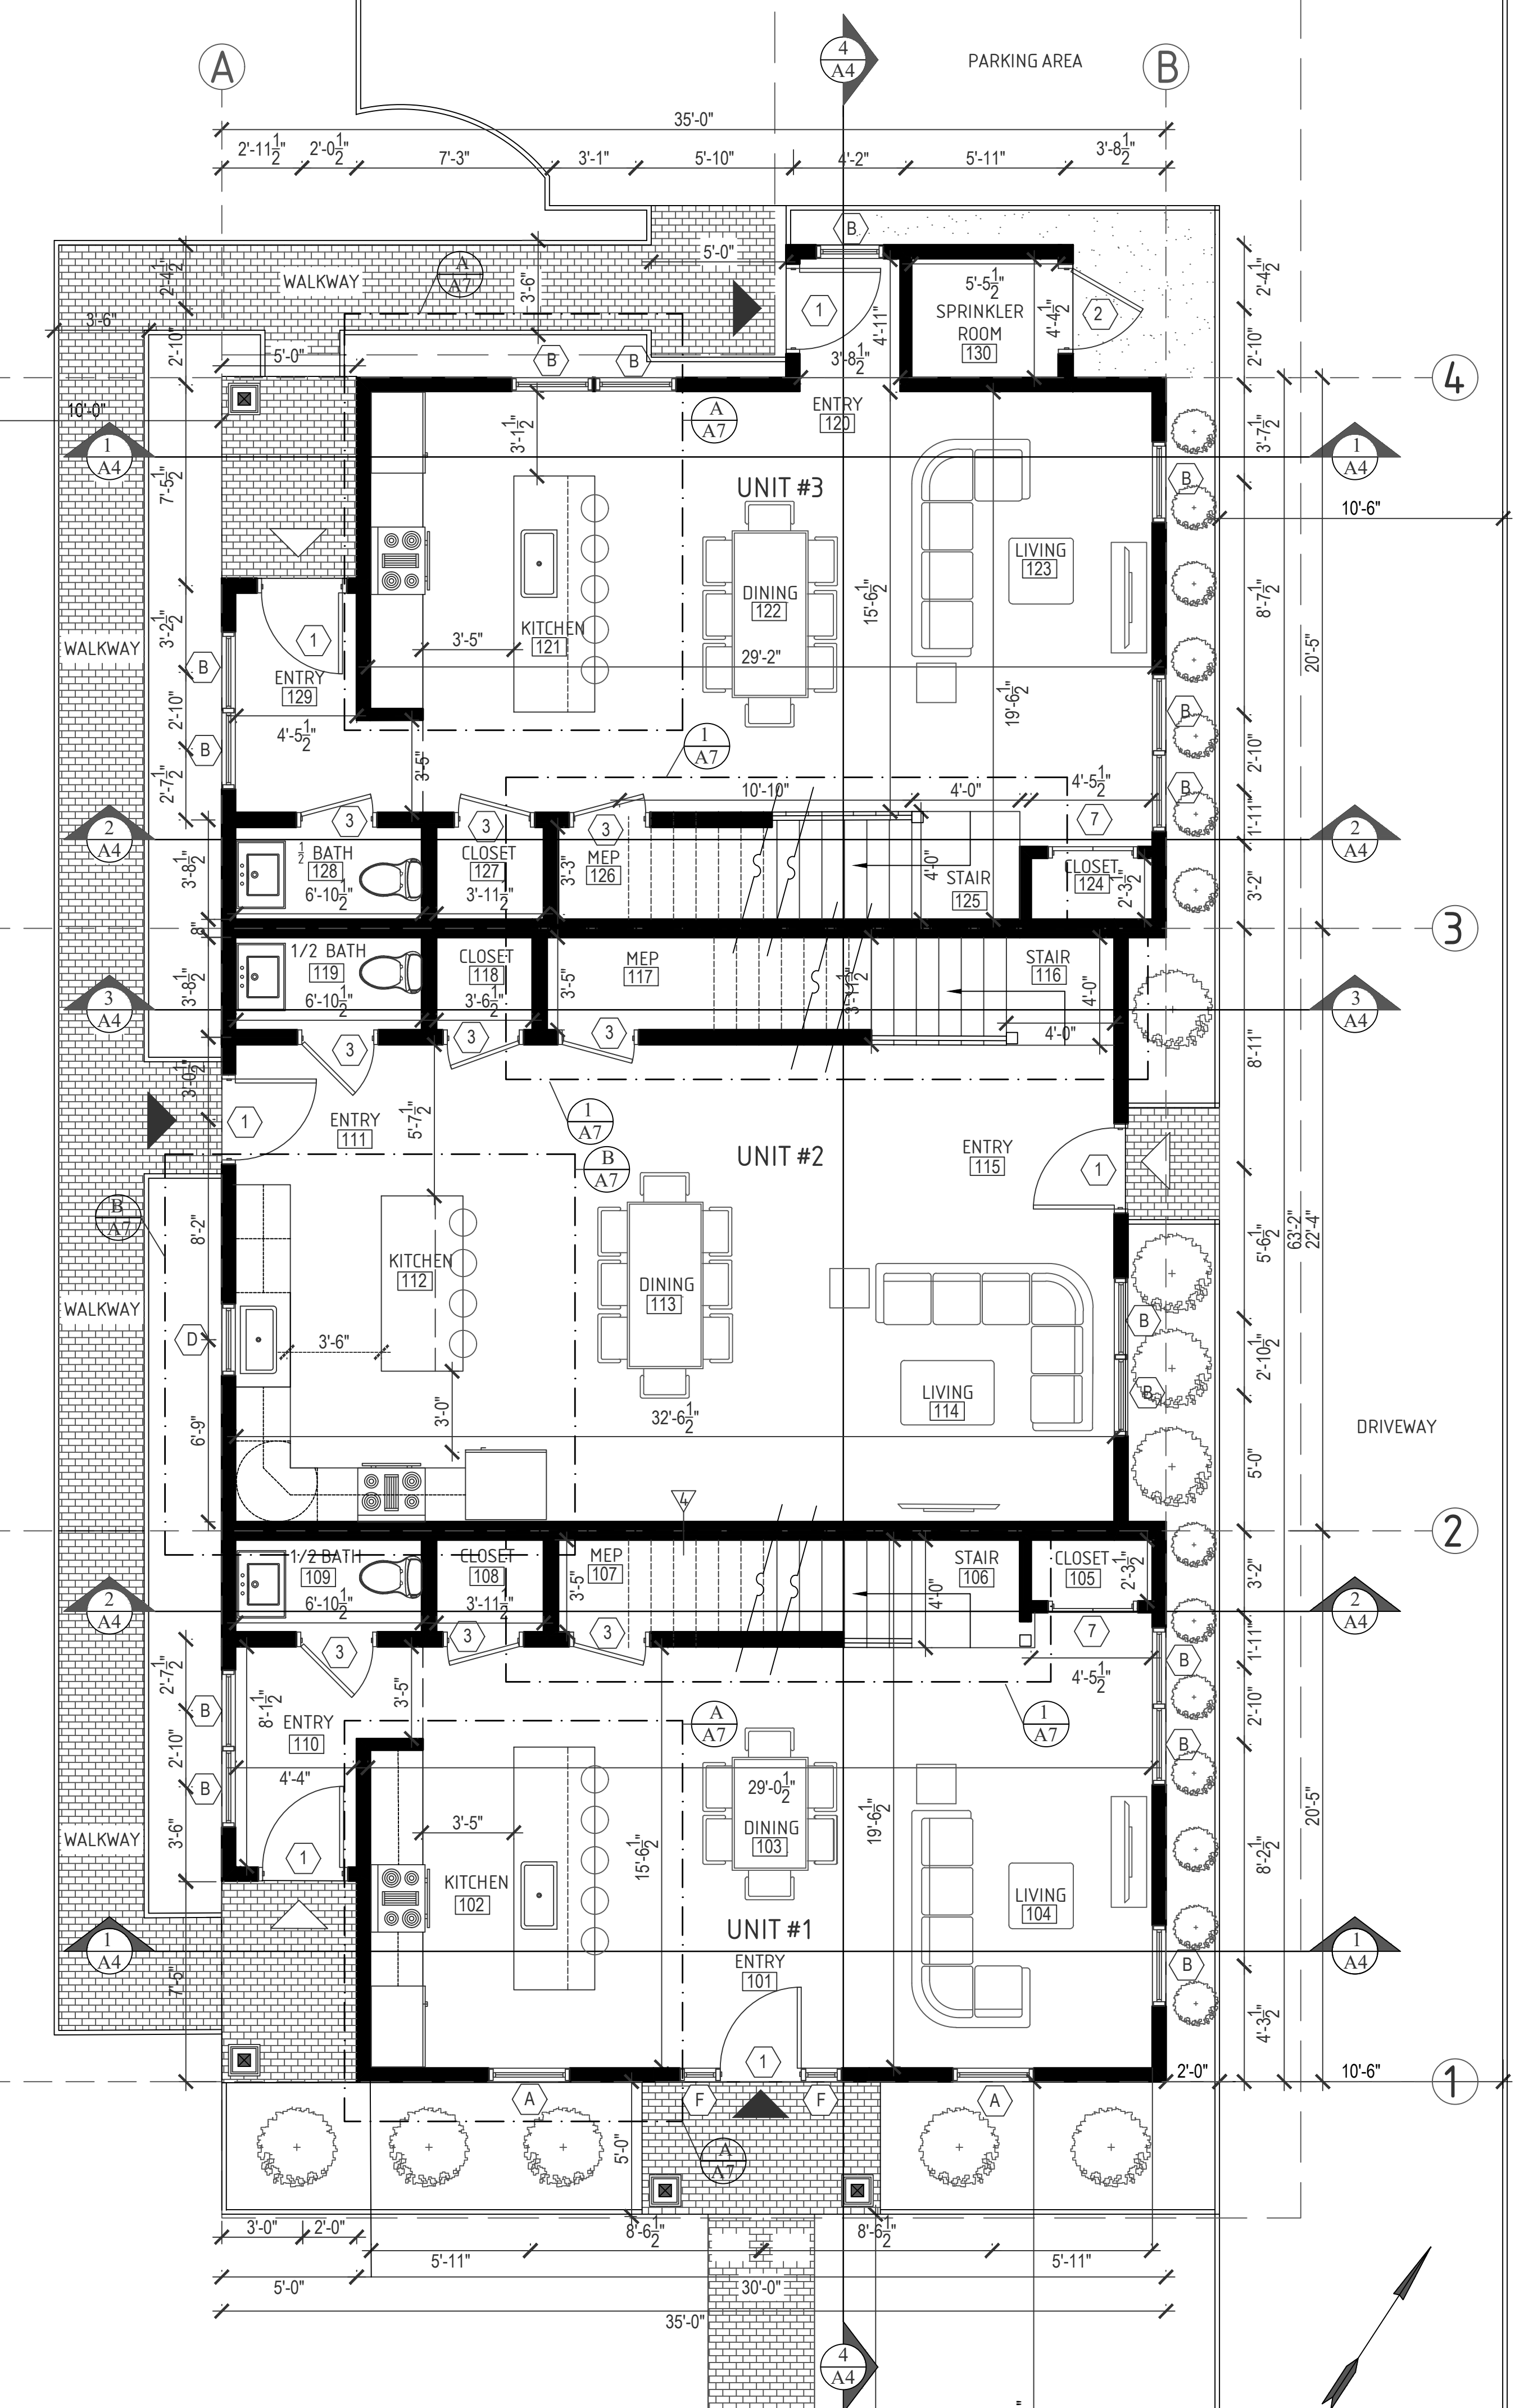 A
4
A4
PARKING AREA
B
35'-0"
2'-11 1/2"
2'-0 1/2"
7'-3"
3'-1"
5'-10"
4'-2"
5'-11"
3'-8 1/2"
B
2'-4 1/2"
WALKWAY
A
A7
3'-6"
5'-0"
1
4'-11"
5'-5 1/2"
SPRINKLER
ROOM
130
4'-4 1/2"
2
2'-4 1/2"
3'-6"
2'-10"
5'-0"
B
B
3'-8 1/2"
2'-10"
4
10'-0"
ENTRY
120
A
A7
3'-1 1/2"
3'-7 1/2"
1
A4
1
A4
7'-5 1/2"
UNIT #3
B
10'-6"
LIVING
123
DINING
122
15'-6 1/2"
8'-7 1/2"
3'-2 1/2"
1
3'-5"
KITCHEN
121
20'-5"
WALKWAY
B
29'-2"
ENTRY
129
19'-6 1/2"
B
2'-10"
4'-5 1/2"
1
A7
2'-10"
B
3'-5"
2'-7 1/2"
10'-10"
4'-0"
4'-5 1/2"
B
1'-11"
3
3
3
7
2
A4
2
A4
1/2 BATH
128
6'-10 1/2"
CLOSET
127
3'-11 1/2"
3'-3"
MEP
126
4'-0"
STAIR
125
CLOSET
124
2'-3 1/2"
3'-8 1/2"
3'-2"
8"
3
1/2 BATH
119
6'-10 1/2"
CLOSET
118
3'-6 1/2"
3'-5"
MEP
117
3'-11 1/2"
STAIR
116
4'-0"
3'-8 1/2"
3
A4
3
A4
3
3
3
4'-0"
8'-11"
3'-0 1/2"
1
ENTRY
111
5'-7 1/2"
1
A7
UNIT #2
ENTRY
115
1
B
A7
B
A7
8'-2"
KITCHEN
112
DINING
113
5'-6 1/2"
63'-2"
22'-4"
WALKWAY
D
3'-6"
B
2'-10 1/2"
LIVING
114
B
6'-9"
3'-0"
32'-6 1/2"
DRIVEWAY
5'-0"
4
2
1/2 BATH
109
6'-10 1/2"
CLOSET
108
3'-11 1/2"
MEP
107
3'-5"
4'-0"
STAIR
106
CLOSET
105
2'-3 1/2"
3'-2"
2
A4
2
A4
3
3
3
7
1'-11"
2'-7 1/2"
B
4'-5 1/2"
8'-1 1/2"
3'-5"
B
ENTRY
110
A
A7
1
A7
2'-10"
2'-10"
B
B
4'-4"
29'-0 1/2"
20'-5"
WALKWAY
3'-6"
1
3'-5"
15'-6 1/2"
DINING
103
19'-6 1/2"
8'-2 1/2"
KITCHEN
102
LIVING
104
UNIT #1
1
A4
1
A4
ENTRY
101
B
7'-5"
4'-3 1/2"
1
2'-0"
10'-6"
1
A
F
F
A
5'-0"
A
A7
3'-0"
2'-0"
8'-6 1/2"
8'-6 1/2"
5'-11"
5'-11"
5'-0"
30'-0"
35'-0"
4
A4